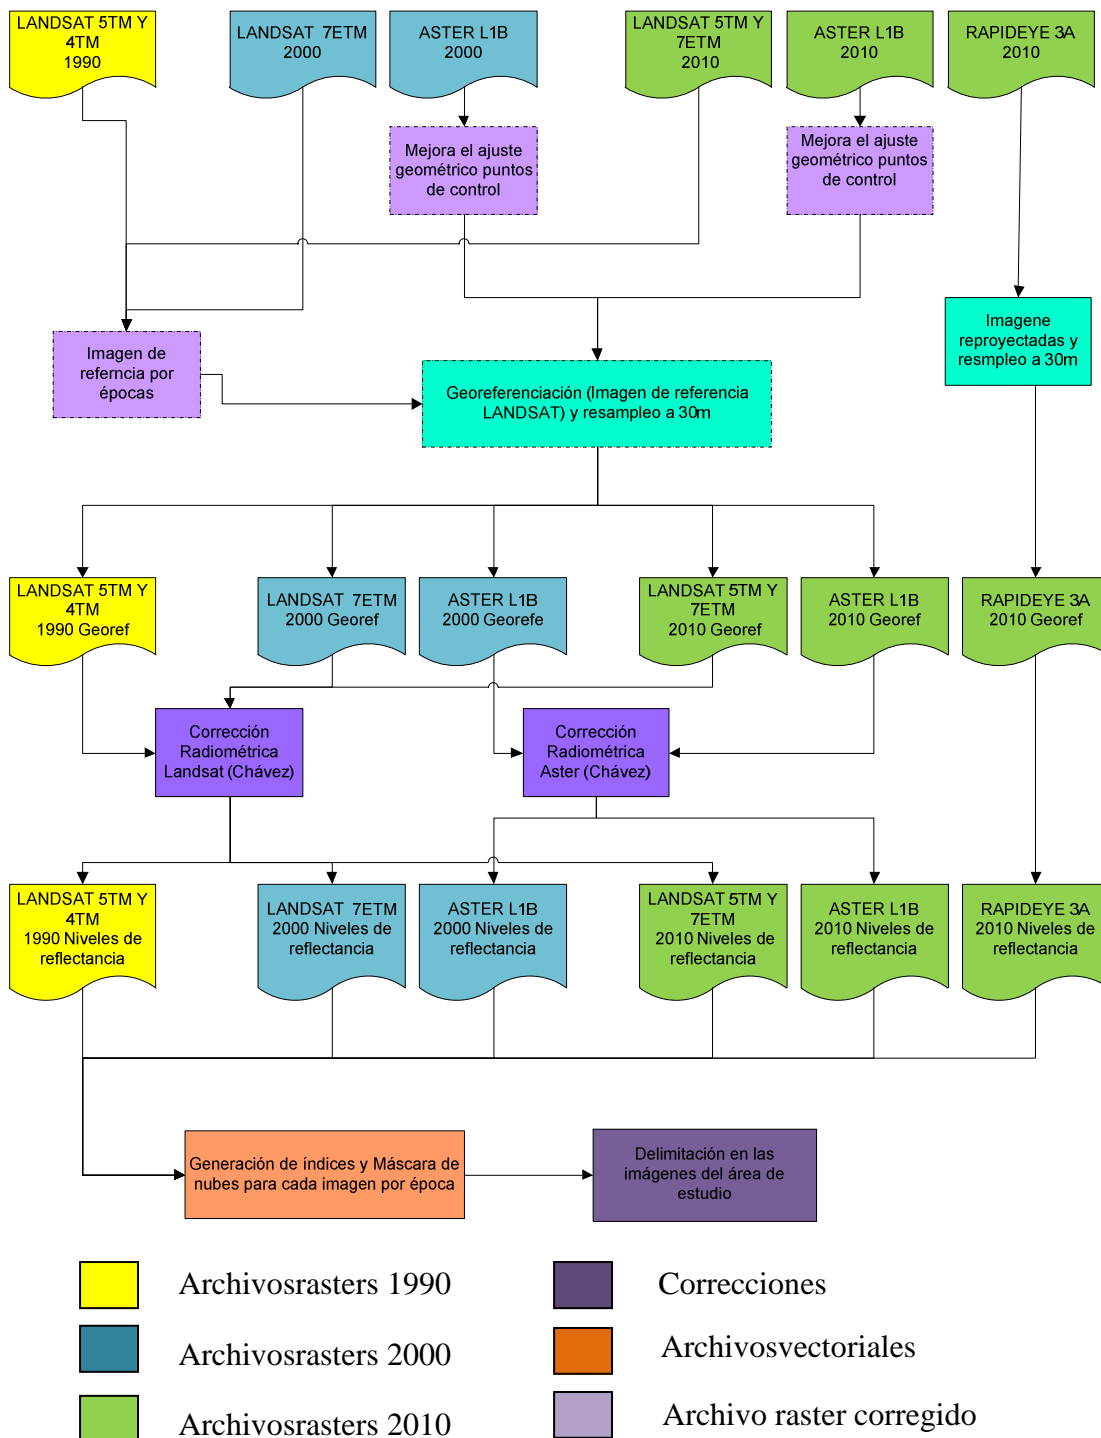 LANDSAT 5TM Y
4TM
1990
LANDSAT 7ETM
2000
ASTER L1B
2000
LANDSAT 5TM Y
7ETM
2010
ASTER L1B
2010
RAPIDEYE 3A
2010
Mejora el ajuste
geométrico puntos
de control
Mejora el ajuste
geométrico puntos
de control
Imagen de
referncia por
épocas
Georeferenciación (Imagen de referencia
LANDSAT) y resampleo a 30m
Imagene
reproyectadas y
resmpleo a 30m
LANDSAT 5TM Y
4TM
1990 Georef
LANDSAT 7ETM
2000 Georef
ASTER L1B
2000 Georefe
LANDSAT 5TM Y
7ETM
2010 Georef
ASTER L1B
2010 Georef
RAPIDEYE 3A
2010 Georef
Corrección
Radiométrica
Landsat (Chávez)
Corrección
Radiométrica
Aster (Chávez)
LANDSAT 5TM Y
4TM
1990 Niveles de
reflectancia
LANDSAT 7ETM
2000 Niveles de
reflectancia
ASTER L1B
2000 Niveles de
reflectancia
LANDSAT 5TM Y
7ETM
2010 Niveles de
reflectancia
ASTER L1B
2010 Niveles de
reflectancia
RAPIDEYE 3A
2010 Niveles de
reflectancia
Generación de índices y Máscara de
nubes para cada imagen por época
Delimitación en las
imágenes del área de
estudio
Archivosrasters 1990
Correcciones
Archivosrasters 2000
Archivosvectoriales
Archivosrasters 2010
Archivo raster corregido